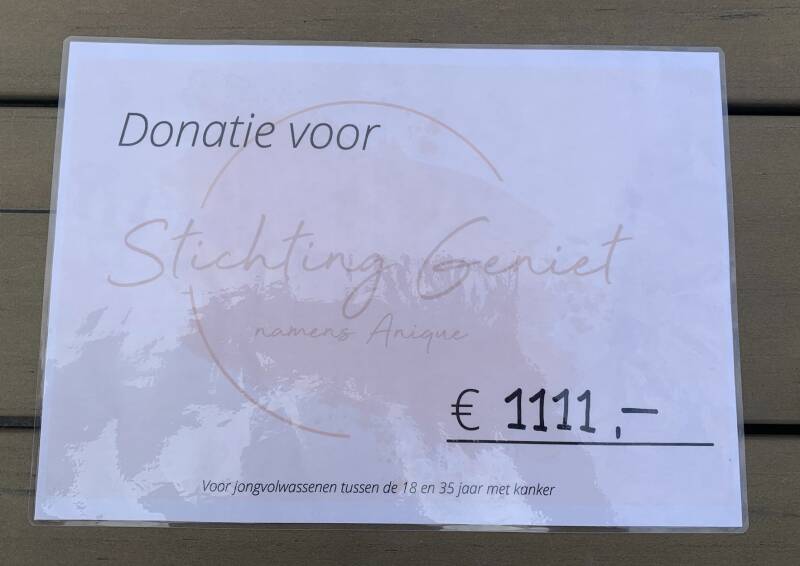 Donatie voor
Stichting Geniet
namens Anique
€ 1111,-
Voor jongvolwassenen tussen de 18 en 35 jaar met kanker